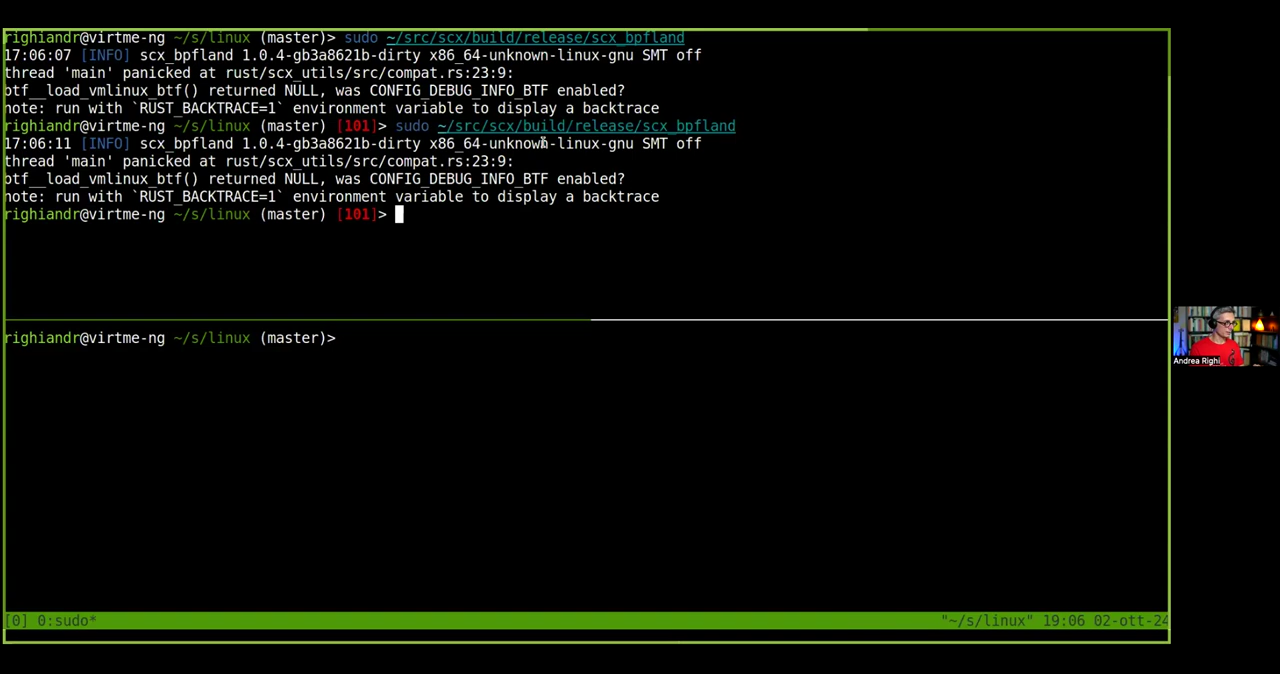 righiandr@virtme-ng ~/s/linux (master)> sudo ~/src/scx/build/release/scx_bpfland
17:06:07 [INFO] scx_bpfland 1.0.4-gb3a8621b-dirty x86_64-unknown-linux-gnu SMT off
thread 'main' panicked at rust/scx_utils/src/compat.rs:23:9:
btf__load_vmlinux_btf() returned NULL, was CONFIG_DEBUG_INFO_BTF enabled?
note: run with `RUST_BACKTRACE=1` environment variable to display a backtrace
righiandr@virtme-ng ~/s/linux (master) [101]> sudo ~/src/scx/build/release/scx_bpfland
17:06:11 [INFO] scx_bpfland 1.0.4-gb3a8621b-dirty x86_64-unknown-linux-gnu SMT off
thread 'main' panicked at rust/scx_utils/src/compat.rs:23:9:
btf__load_vmlinux_btf() returned NULL, was CONFIG_DEBUG_INFO_BTF enabled?
note: run with `RUST_BACKTRACE=1` environment variable to display a backtrace
righiandr@virtme-ng ~/s/linux (master) [101]>
righiandr@virtme-ng ~/s/linux (master)>
Andrea Righi
[0] 0:sudo* "~/s/linux" 19:06 02-ott-24